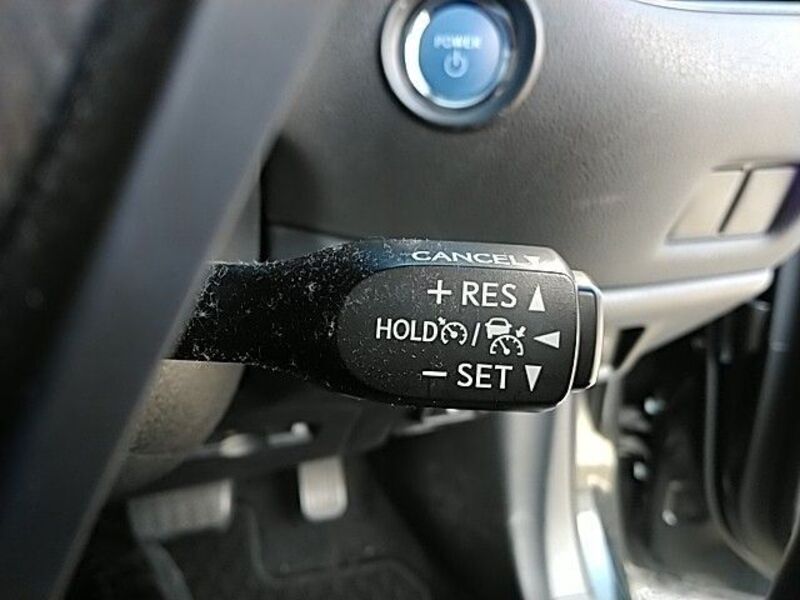 POWER
CANCEL▼
+ RES ▲
HOLD / ◀
− SET ▼